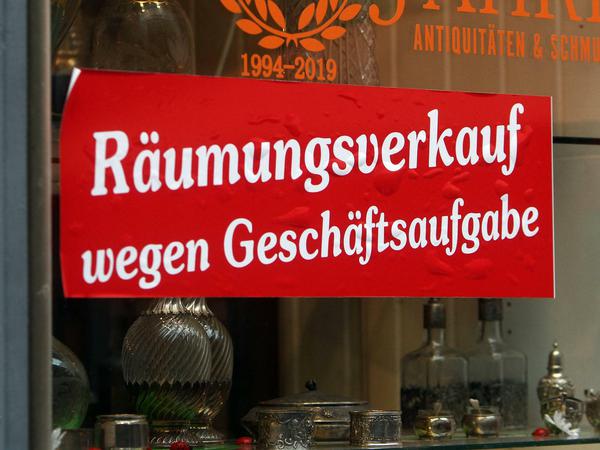 ANTIQUITÄTEN & SCHMU
1994-2019
Räumungsverkauf
wegen Geschäftsaufgabe